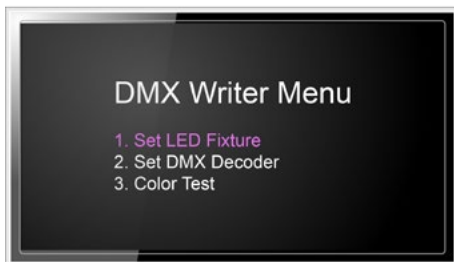 DMX Writer Menu
1. Set LED Fixture
2. Set DMX Decoder
3. Color Test